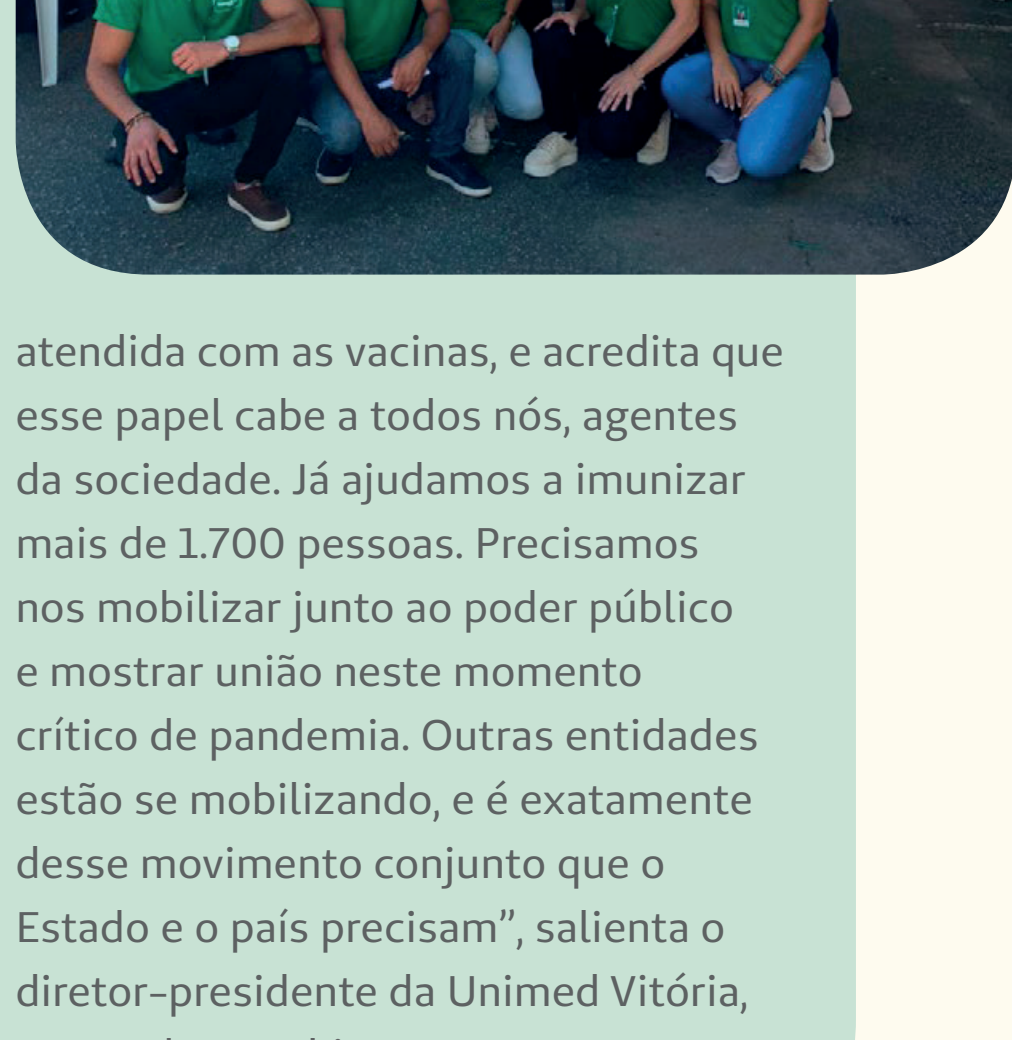 atendida com as vacinas, e acredita que
esse papel cabe a todos nós, agentes
da sociedade. Já ajudamos a imunizar
mais de 1.700 pessoas. Precisamos
nos mobilizar junto ao poder público
e mostrar união neste momento
crítico de pandemia. Outras entidades
estão se mobilizando, e é exatamente
desse movimento conjunto que o
Estado e o país precisam”, salienta o
diretor-presidente da Unimed Vitória,